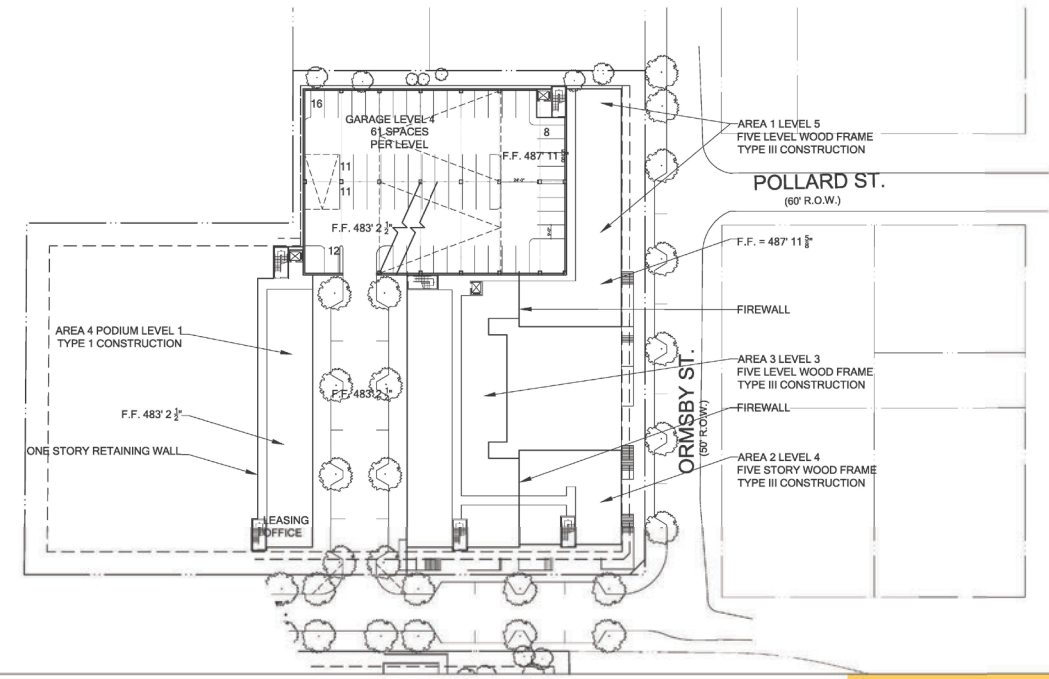 16
GARAGE LEVEL 4
61 SPACES
PER LEVEL
8
F.F. 487' 11 5/8"
11
11
F.F. 483' 2 1/2"
12
AREA 1 LEVEL 5
FIVE LEVEL WOOD FRAME
TYPE III CONSTRUCTION
POLLARD ST.
(60' R.O.W.)
F.F. = 487' 11 5/8"
FIREWALL
AREA 4 PODIUM LEVEL 1
TYPE 1 CONSTRUCTION
AREA 3 LEVEL 3
FIVE LEVEL WOOD FRAME
TYPE III CONSTRUCTION
F.F. 483' 2 1/2"
F.F. 483' 2 1/2"
FIREWALL
ORMSBY ST.
(50' R.O.W.)
ONE STORY RETAINING WALL
AREA 2 LEVEL 4
FIVE STORY WOOD FRAME
TYPE III CONSTRUCTION
LEASING
OFFICE